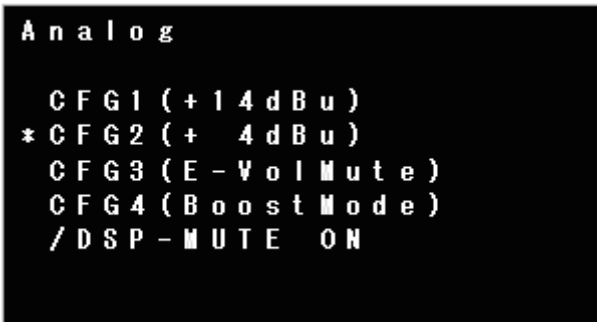 Analog
CFG1(+14dBu)
*CFG2(+ 4dBu)
CFG3(E-VolMute)
CFG4(BoostMode)
/DSP-MUTE ON